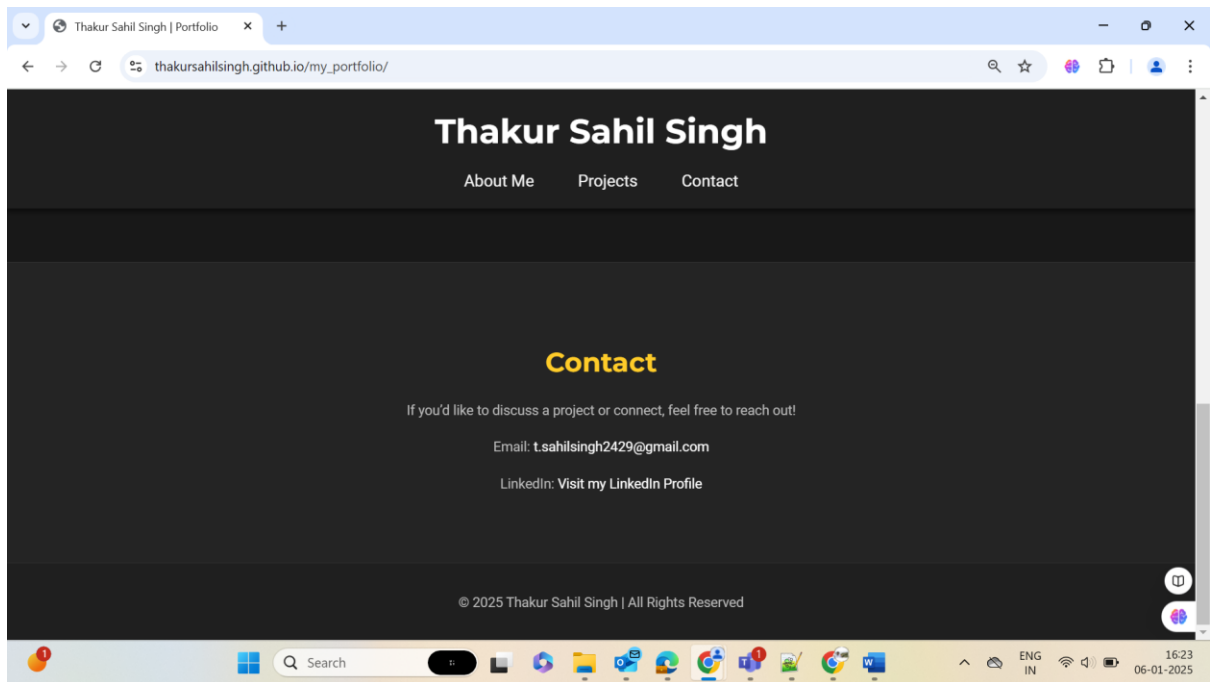 Thakur Sahil Singh | Portfolio
thakursahilsingh.github.io/my_portfolio/
Thakur Sahil Singh
About Me Projects Contact
Contact
If you'd like to discuss a project or connect, feel free to reach out!
Email: t.sahilsingh2429@gmail.com
LinkedIn: Visit my LinkedIn Profile
© 2025 Thakur Sahil Singh | All Rights Reserved
1
Search
1
ENG
IN
16:23
06-01-2025